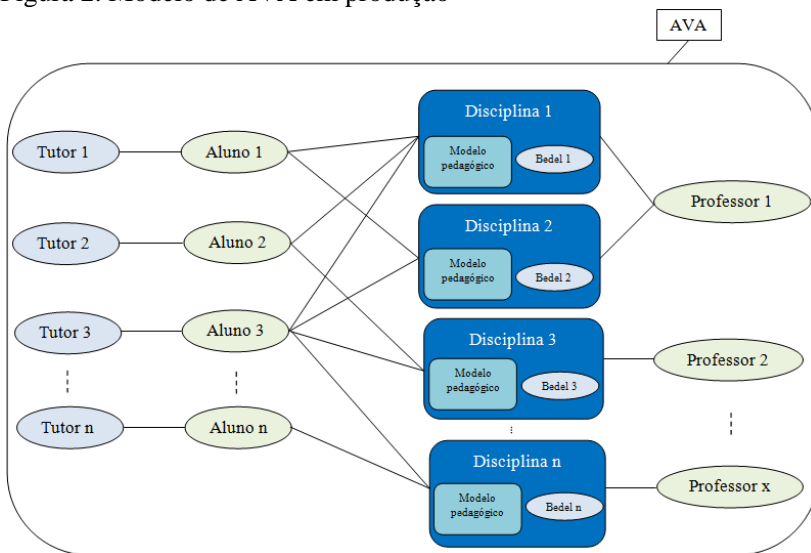 Figura 2. Modelo de AVA em produção
AVA
Tutor 1
Aluno 1
Disciplina 1
Modelo
pedagógico
Bedel 1
Professor 1
Tutor 2
Aluno 2
Disciplina 2
Modelo
pedagógico
Bedel 2
Tutor 3
Aluno 3
Disciplina 3
Modelo
pedagógico
Bedel 3
Professor 2
Tutor n
Aluno n
Disciplina n
Modelo
pedagógico
Bedel n
Professor x